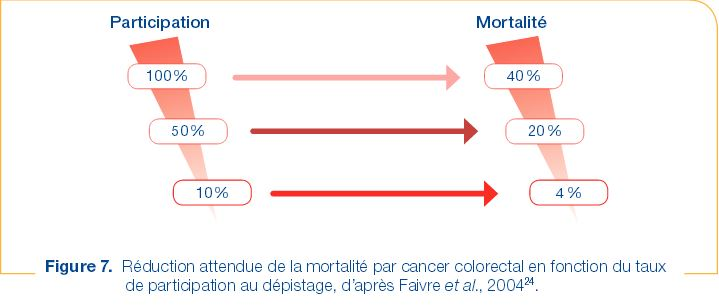 Participation Mortalité
100 % 40 %
50 % 20 %
10 % 4 %
Figure 7. Réduction attendue de la mortalité par cancer colorectal en fonction du taux
de participation au dépistage, d'après Faivre et al., 2004²⁴.